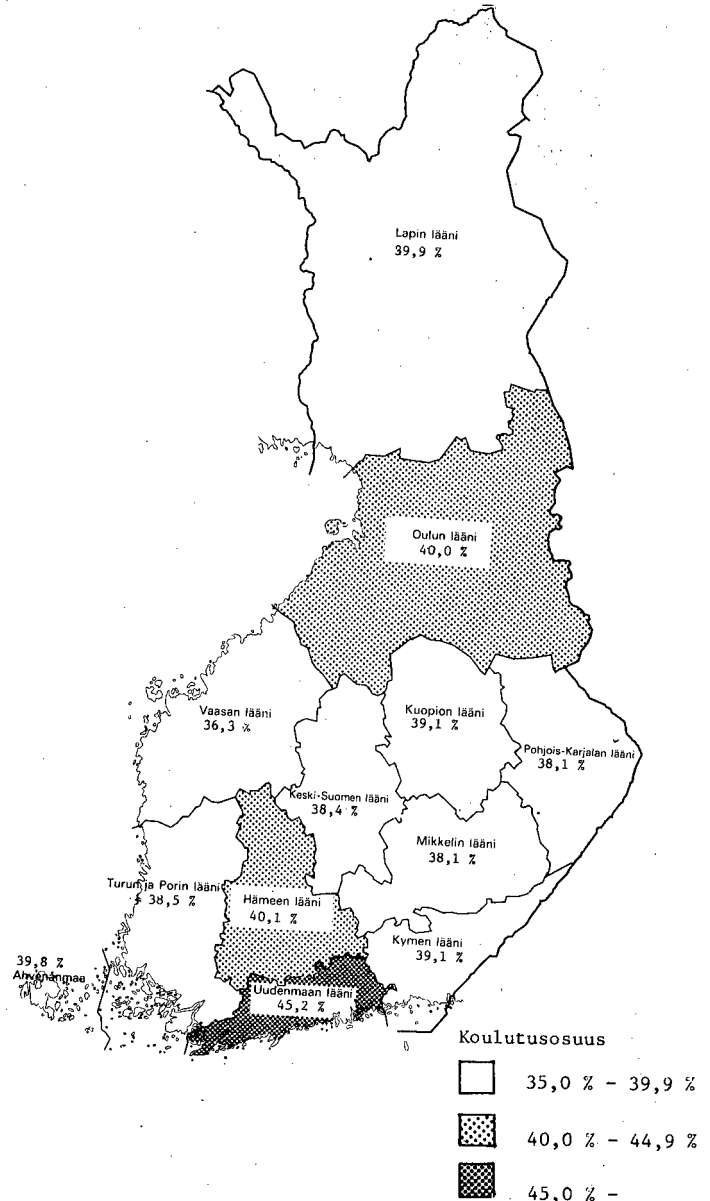 Lapin lääni
39,9 %
Oulun lääni
40,0 %
Vaasan lääni
36,3 %
Kuopion lääni
39,1 %
Pohjois-Karjalan lääni
38,1 %
Keski-Suomen lääni
38,4 %
Mikkelin lääni
38,1 %
Turun ja Porin lääni
38,5 %
Hämeen lääni
40,1 %
Kymen lääni
39,1 %
39,8 %
Ahvenanmaa
Uudenmaan lääni
45,2 %
Koulutusosuus
35,0 % - 39,9 %
40,0 % - 44,9 %
45,0 % -